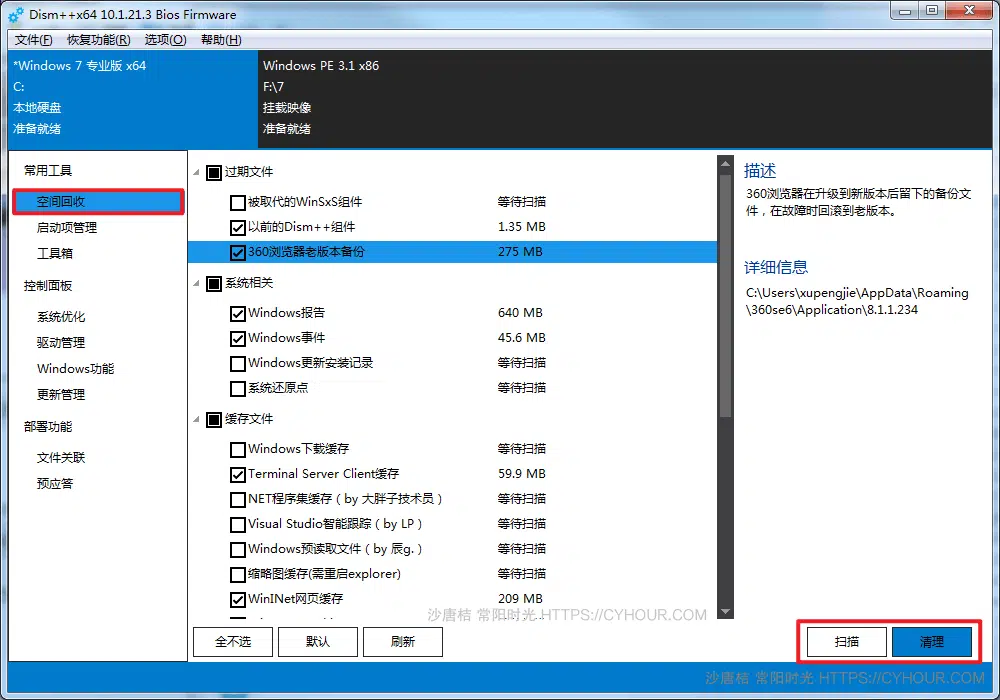 Dism++x64 10.1.21.3 Bios Firmware
文件(F) 恢复功能(R) 选项(O) 帮助(H)
*Windows 7 专业版 x64
C:
本地硬盘
准备就绪
Windows PE 3.1 x86
F:\7
挂载映像
准备就绪
常用工具
空间回收
启动项管理
工具箱
控制面板
系统优化
驱动管理
Windows功能
更新管理
部署功能
文件关联
预应答
过期文件
被取代的WinSxS组件 等待扫描
以前的Dism++组件 1.35 MB
360浏览器老版本备份 275 MB
系统相关
Windows报告 640 MB
Windows事件 45.6 MB
Windows更新安装记录 等待扫描
系统还原点 等待扫描
缓存文件
Windows下载缓存 等待扫描
Terminal Server Client缓存 59.9 MB
NET程序集缓存（by 大胖子技术员） 等待扫描
Visual Studio智能跟踪（by LP） 等待扫描
Windows预读取文件（by 辰g.） 等待扫描
缩略图缓存(需重启explorer) 等待扫描
WinINet网页缓存 209 MB
描述
360浏览器在升级到新版本后留下的备份文
件，在故障时回滚到老版本。
详细信息
C:\Users\xupengjie\AppData\Roaming
\360se6\Application\8.1.1.234
沙唐桔 常阳时光 HTTPS://CYHOUR.COM
全不选 默认 刷新
扫描 清理
沙唐桔 常阳时光 HTTPS://CYHOUR.COM